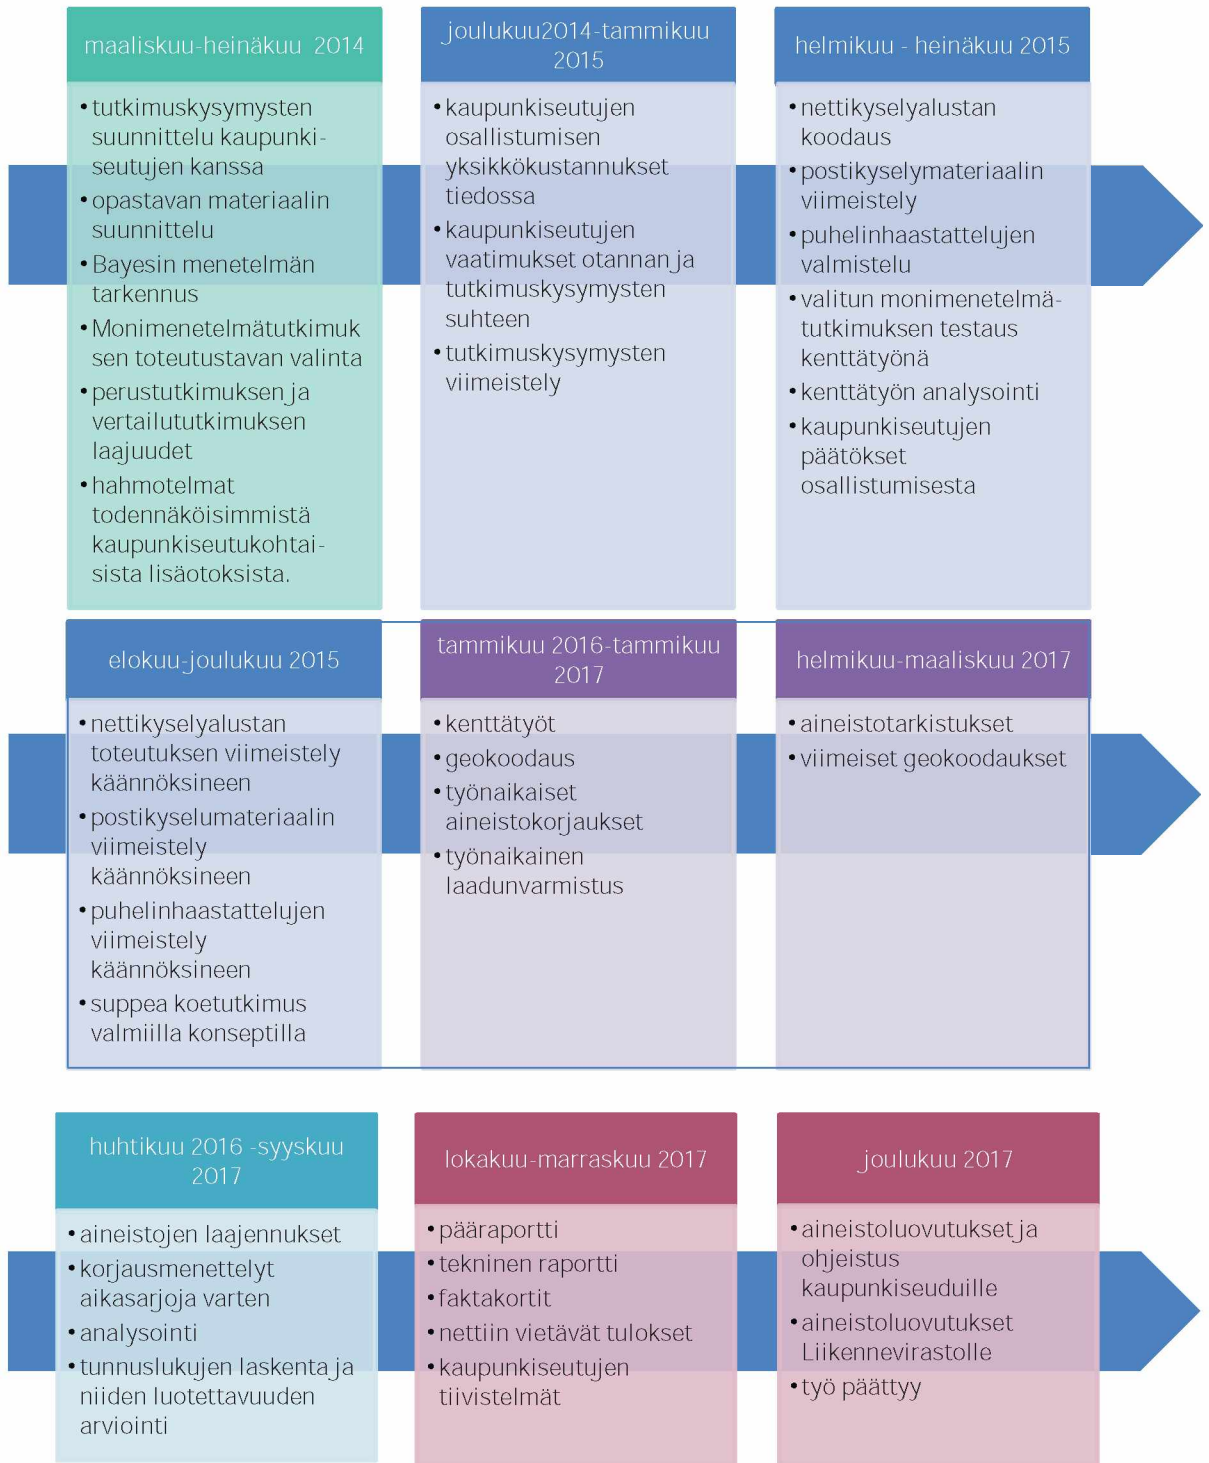 maaliskuu-heinäkuu 2014
• tutkimuskysymysten
suunnittelu kaupunki-
seutujen kanssa
• opastavan materiaalin
suunnittelu
• Bayesin menetelmän
tarkennus
• Monimenetelmätutkimuk
sen toteutustavan valinta
• perustutkimuksen ja
vertailututkimuksen
laajuudet
• hahmotelmat
todennäköisimmistä
kaupunkiseutukohtai-
sista lisäotoksista.
joulukuu2014-tammikuu
2015
• kaupunkiseutujen
osallistumisen
yksikkökustannukset
tiedossa
• kaupunkiseutujen
vaatimukset otannan ja
tutkimuskysymysten
suhteen
• tutkimuskysymysten
viimeistely
helmikuu - heinäkuu 2015
• nettikyselyalustan
koodaus
• postikyselymateriaalin
viimeistely
• puhelinhaastattelujen
valmistelu
• valitun monimenetelmä-
tutkimuksen testaus
kenttätyönä
• kenttätyön analysointi
• kaupunkiseutujen
päätökset
osallistumisesta
elokuu-joulukuu 2015
• nettikyselyalustan
toteutuksen viimeistely
käännöksineen
• postikyselumateriaalin
viimeistely
käännöksineen
• puhelinhaastattelujen
viimeistely
käännöksineen
• suppea koetutkimus
valmiilla konseptilla
tammikuu 2016-tammikuu
2017
• kenttätyöt
• geokoodaus
• työnaikaiset
aineistokorjaukset
• työnaikainen
laadunvarmistus
helmikuu-maaliskuu 2017
• aineistotarkistukset
• viimeiset geokoodaukset
huhtikuu 2016 -syyskuu
2017
• aineistojen laajennukset
• korjausmenettelyt
aikasarjoja varten
• analysointi
• tunnuslukujen laskenta ja
niiden luotettavuuden
arviointi
lokakuu-marraskuu 2017
• pääraportti
• tekninen raportti
• faktakortit
• nettiin vietävät tulokset
• kaupunkiseutujen
tiivistelmät
joulukuu 2017
• aineistoluovutukset ja
ohjeistus
kaupunkiseuduille
• aineistoluovutukset
Liikennevirastolle
• työ päättyy